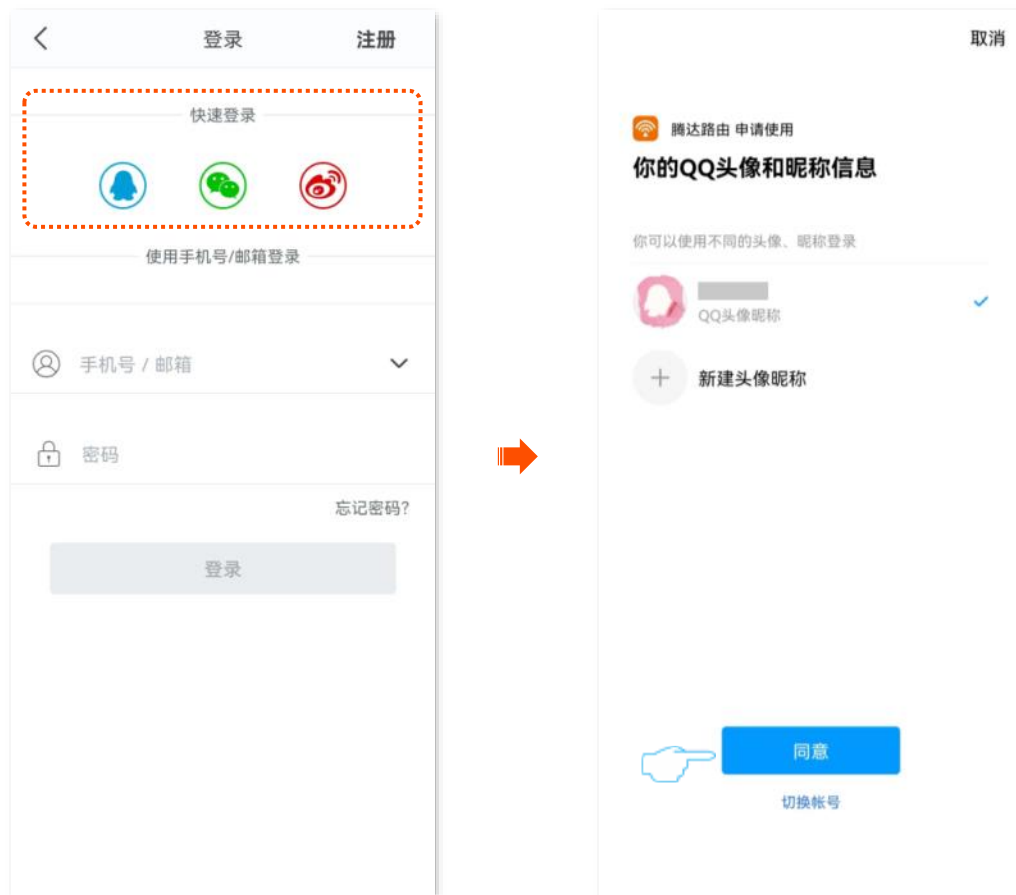 登录
注册
快速登录
使用手机号/邮箱登录
手机号 / 邮箱
密码
忘记密码?
登录
取消
腾达路由 申请使用
你的QQ头像和昵称信息
你可以使用不同的头像、昵称登录
QQ头像昵称
新建头像昵称
同意
切换帐号